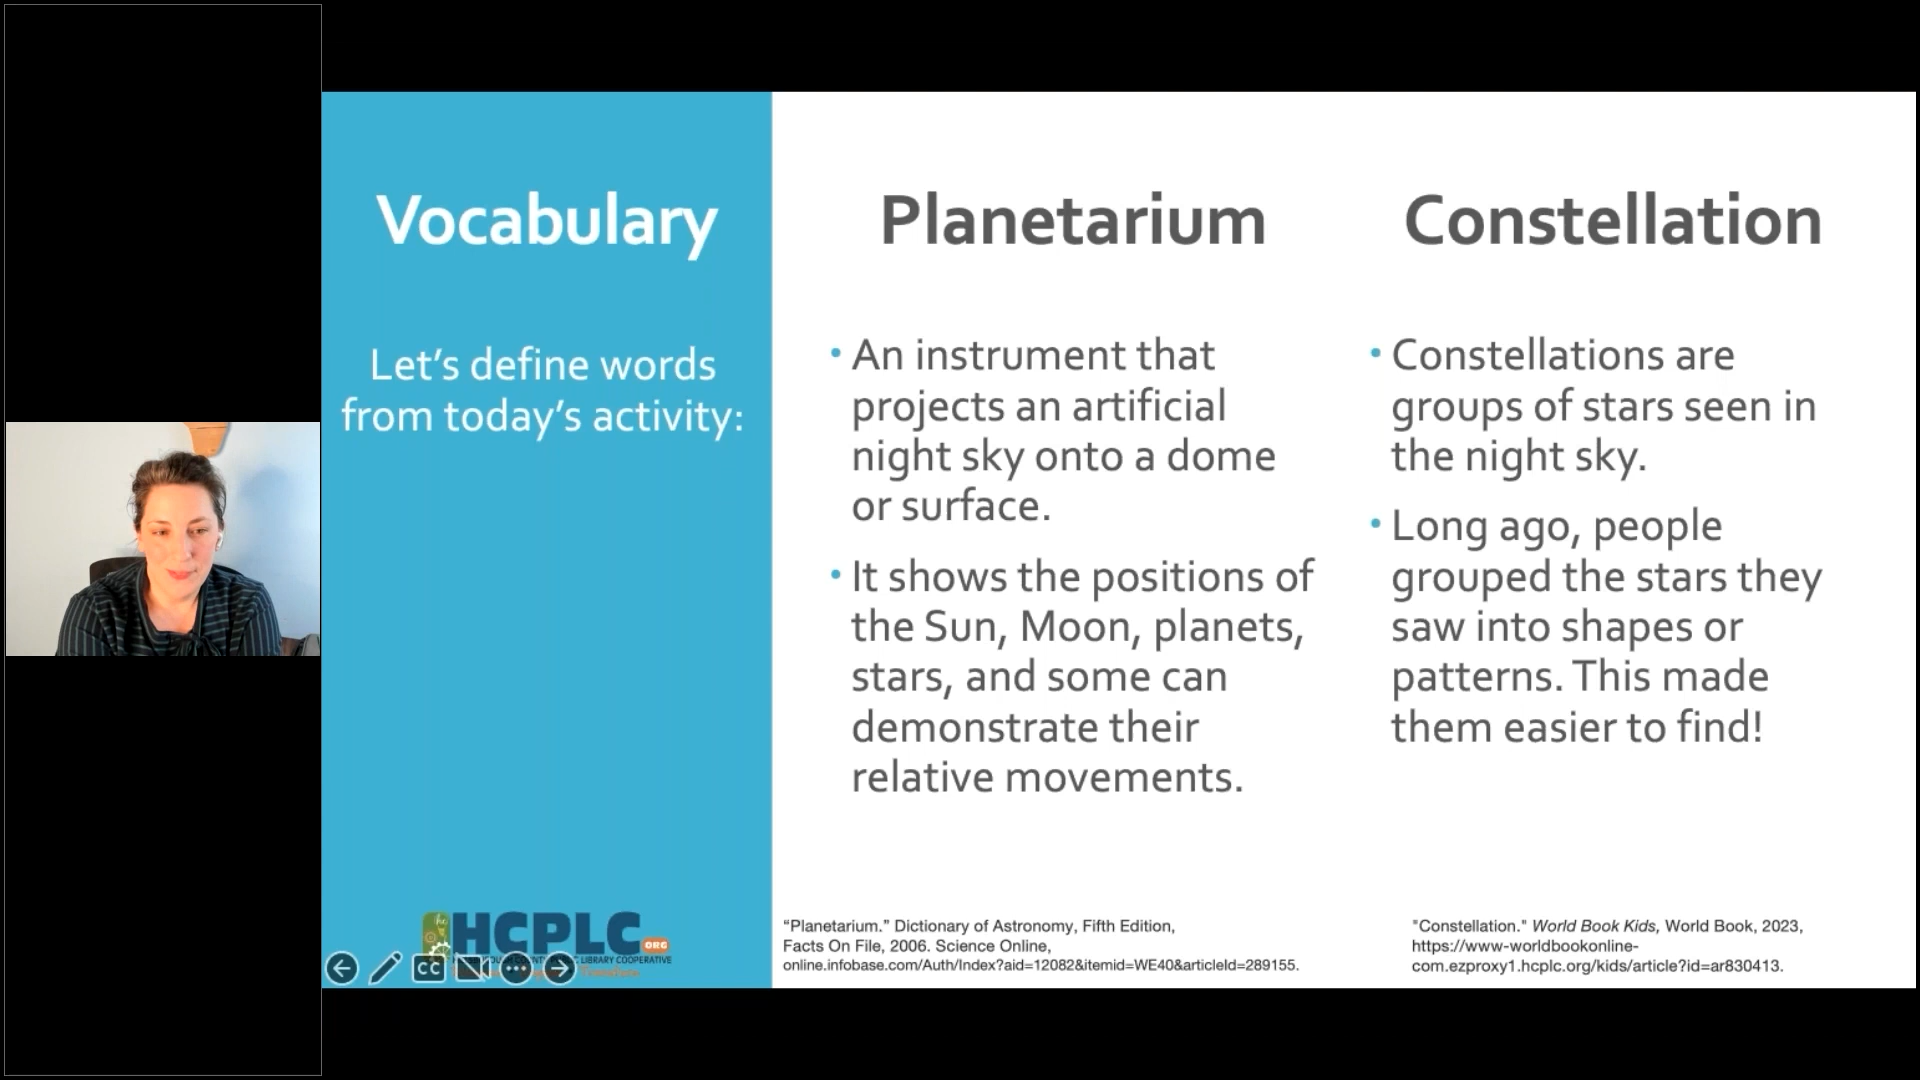 Vocabulary
Let's define words
from today's activity:
Planetarium
• An instrument that
projects an artificial
night sky onto a dome
or surface.
• It shows the positions of
the Sun, Moon, planets,
stars, and some can
demonstrate their
relative movements.
Constellation
• Constellations are
groups of stars seen in
the night sky.
• Long ago, people
grouped the stars they
saw into shapes or
patterns. This made
them easier to find!
HCPLC
ORG
LIBRARY COOPERATIVE
CC
“Planetarium.” Dictionary of Astronomy, Fifth Edition,
Facts On File, 2006. Science Online,
online.infobase.com/Auth/Index?aid=12082&itemid=WE40&articleId=289155.
"Constellation." World Book Kids, World Book, 2023,
https://www-worldbookonline-
com.ezproxy1.hcplc.org/kids/article?id=ar830413.